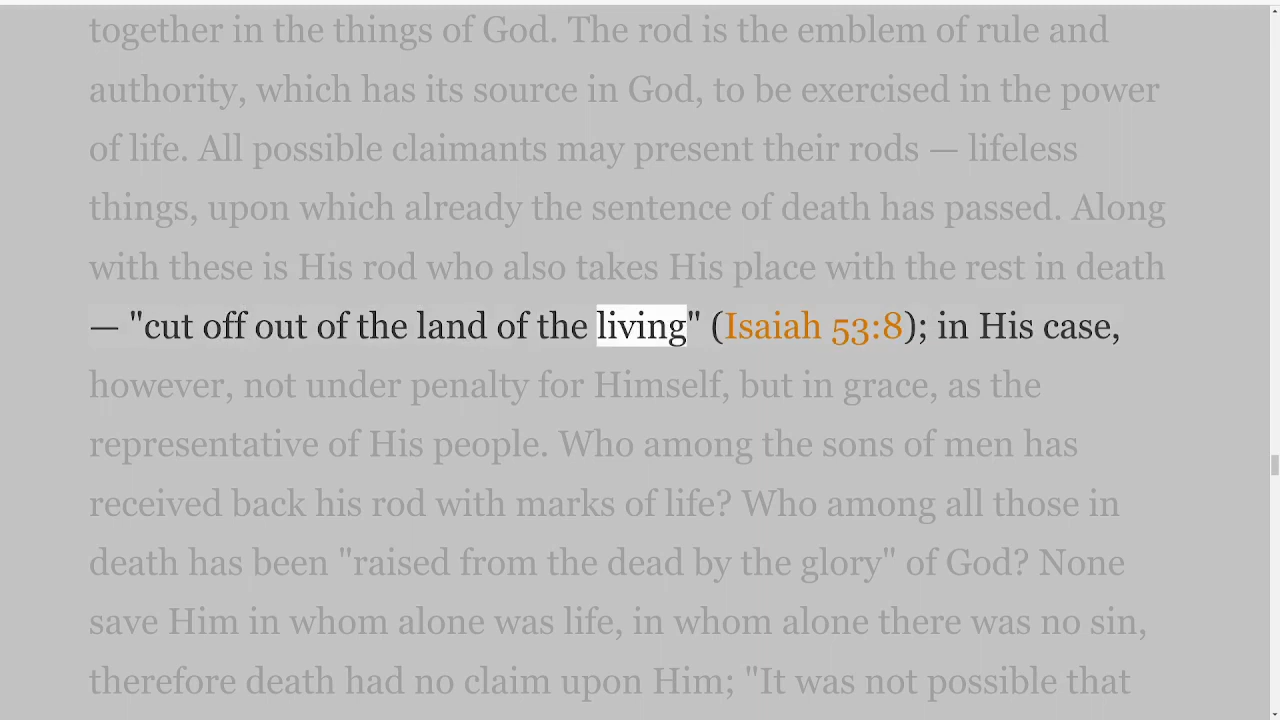 together in the things of God. The rod is the emblem of rule and
authority, which has its source in God, to be exercised in the power
of life. All possible claimants may present their rods — lifeless
things, upon which already the sentence of death has passed. Along
with these is His rod who also takes His place with the rest in death
— "cut off out of the land of the living" (Isaiah 53:8); in His case,
however, not under penalty for Himself, but in grace, as the
representative of His people. Who among the sons of men has
received back his rod with marks of life? Who among all those in
death has been "raised from the dead by the glory" of God? None
save Him in whom alone was life, in whom alone there was no sin,
therefore death had no claim upon Him; "It was not possible that